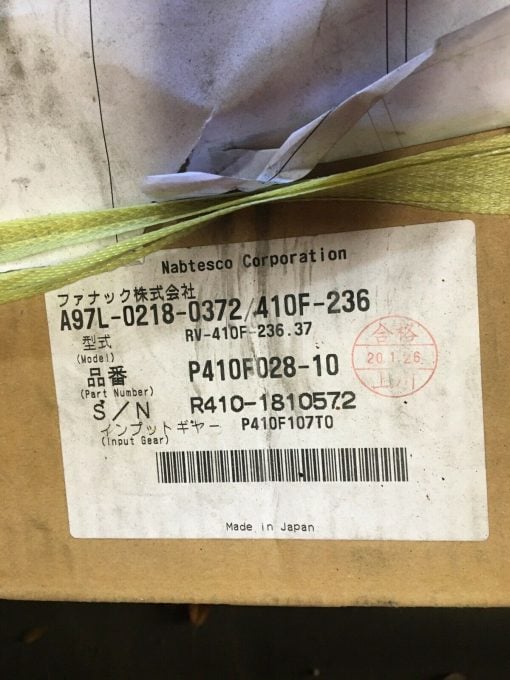 Nabtesco Corporation
ファナック株式会社
A97L-0218-0372/410F-236
型式 RV-410F-236.37
(Model)
品番 P410F028-10
(Part Number)
S/N R410-1810572
インプットギヤー P410F107T0
(Input Gear)
合格
20.1.26
Made in Japan